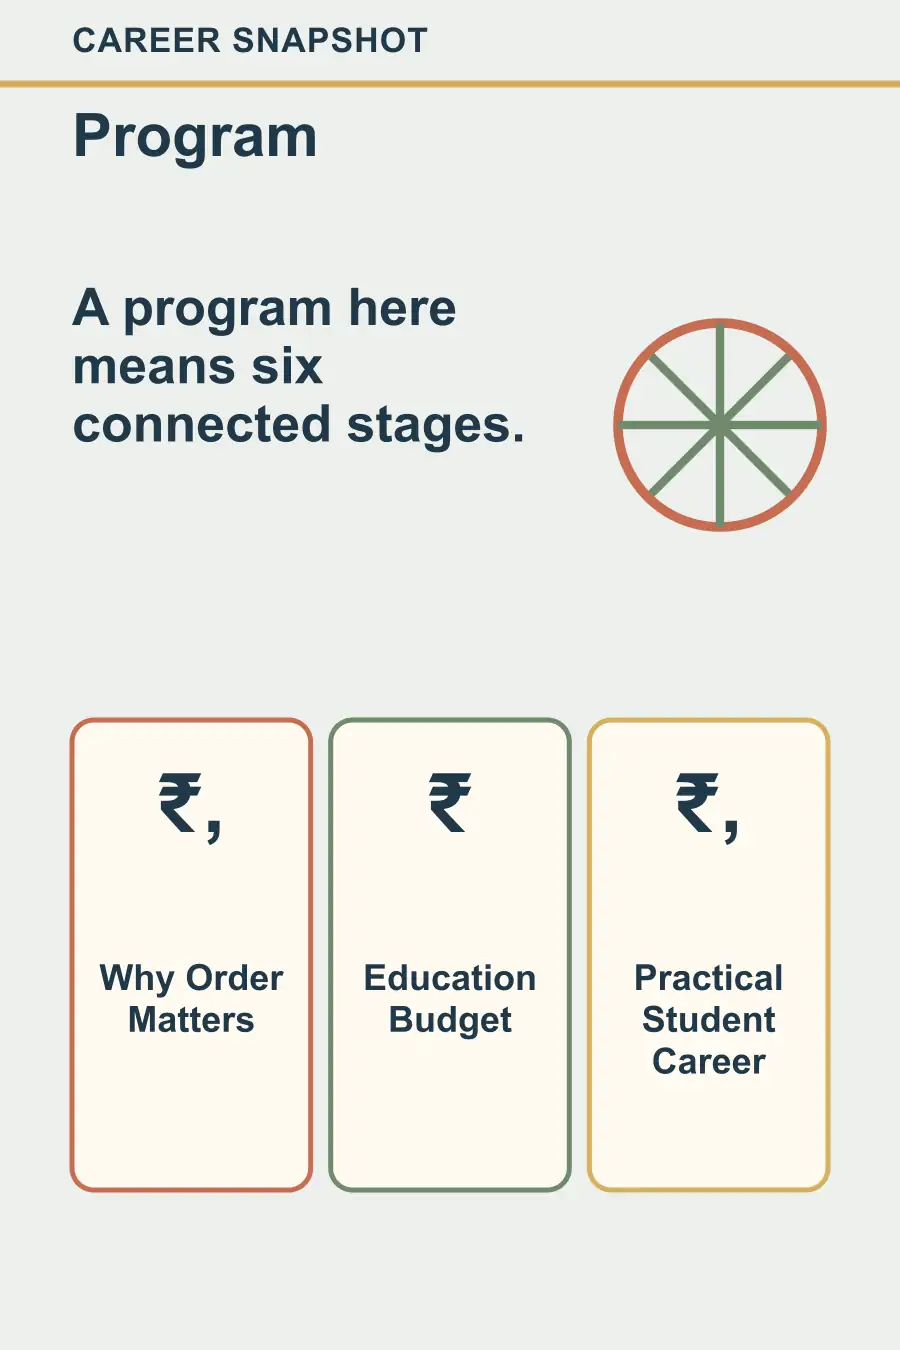 CAREER SNAPSHOT
Program
A program here
means six
connected stages.
₹,
Why Order
Matters
₹
Education
Budget
₹,
Practical
Student
Career